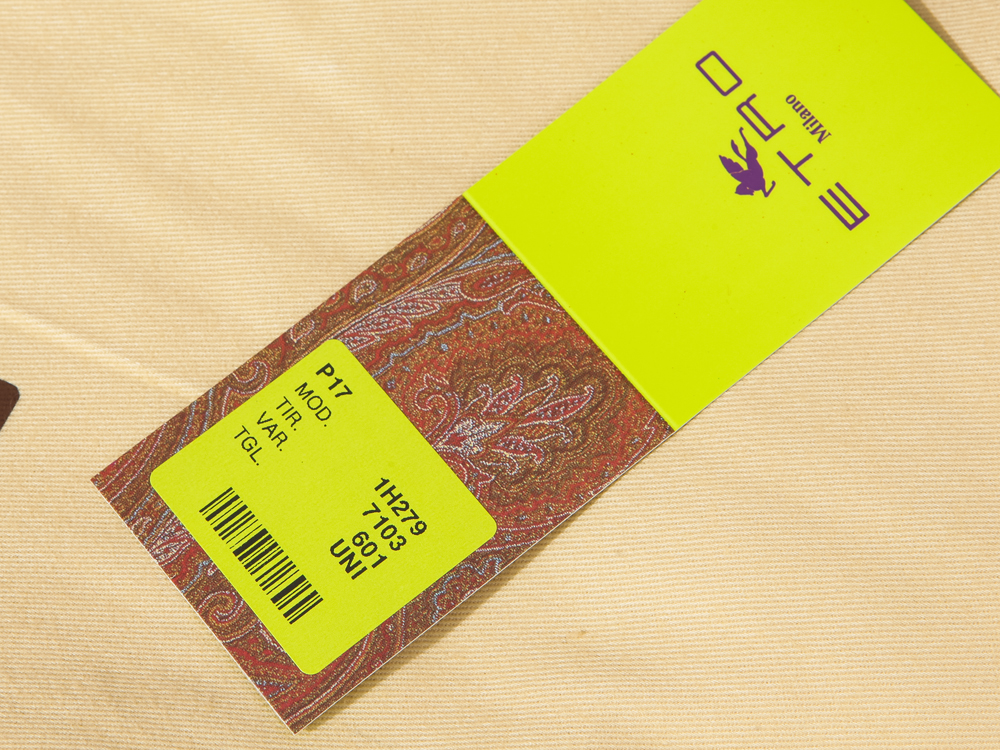 ETRO
Milano
P17
MOD. 1H279
TIR. 7103
VAR. 601
TGL. UNI